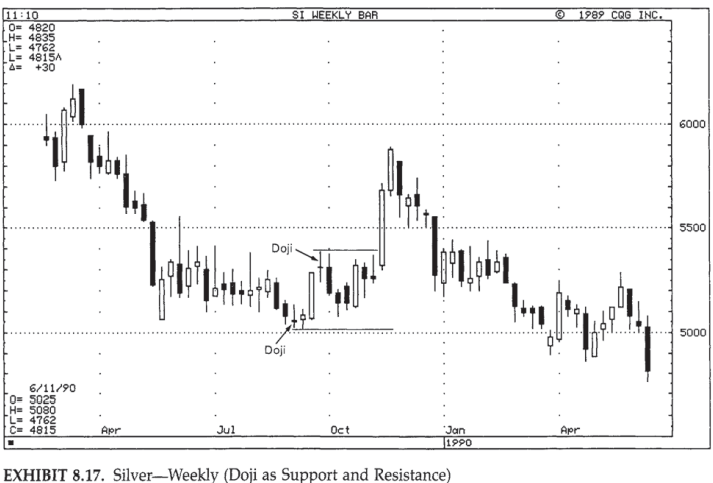 11:10 SI WEEKLY BAR © 1989 CQG INC.
O= 4820
H= 4835
L= 4762
L= 4815^
Δ= +30
6000
5500
Doji
5000
Doji
6/11/90
O= 5025
H= 5080
L= 4762
C= 4815
Apr Jul Oct Jan Apr
1990
EXHIBIT 8.17. Silver—Weekly (Doji as Support and Resistance)